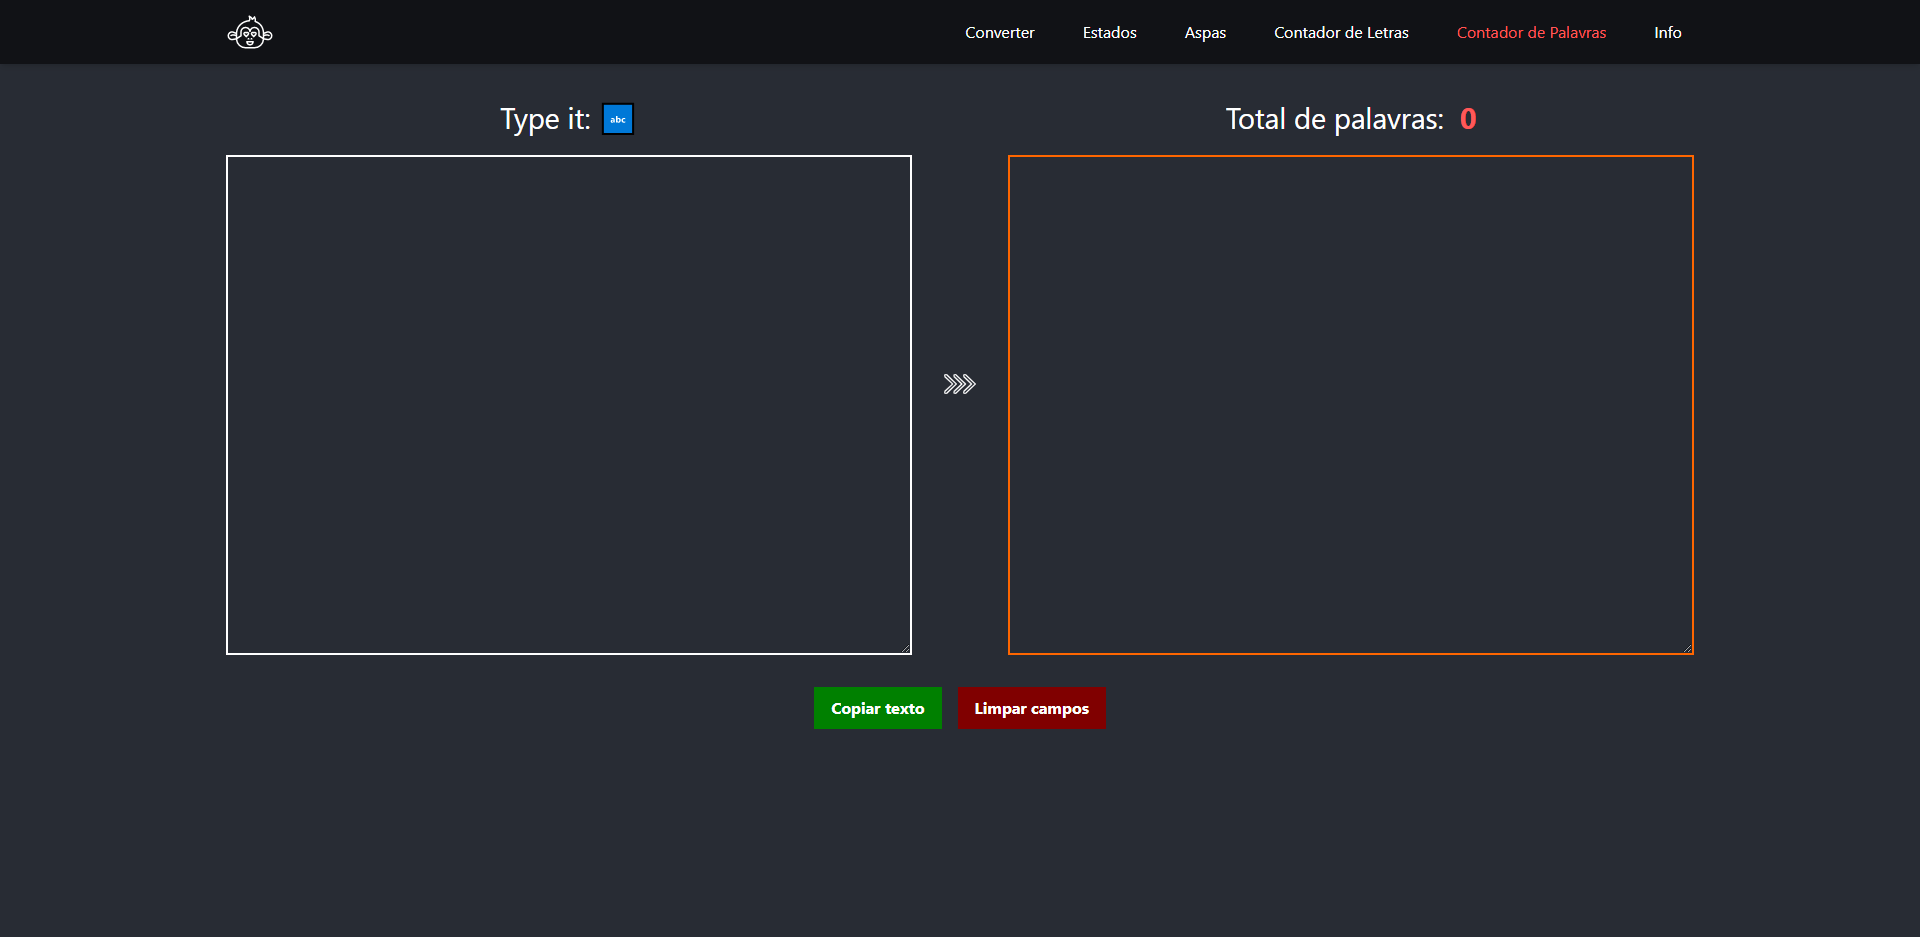 Converter Estados Aspas Contador de Letras Contador de Palavras Info
Type it: abc
Total de palavras: 0
Copiar texto Limpar campos